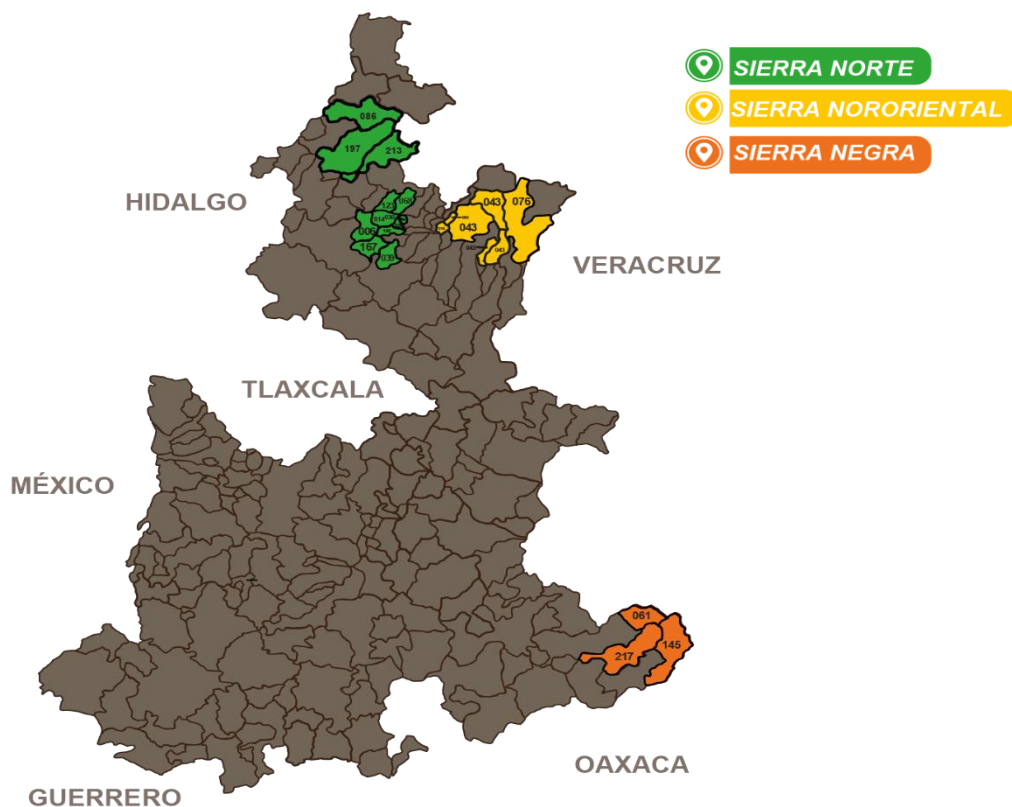 SIERRA NORTE
SIERRA NORORIENTAL
SIERRA NEGRA
086
197
213
HIDALGO
123
068
043
076
006
043
167
039
VERACRUZ
TLAXCALA
MÉXICO
061
145
217
OAXACA
GUERRERO